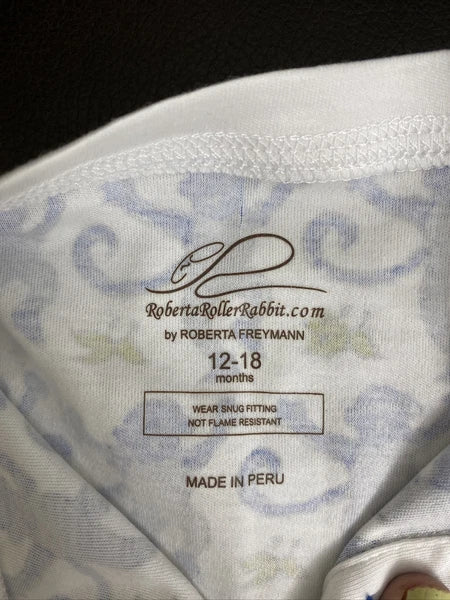 RobertaRollerRabbit.com
by ROBERTA FREYMANN
12-18
months
WEAR SNUG FITTING
NOT FLAME RESISTANT
MADE IN PERU